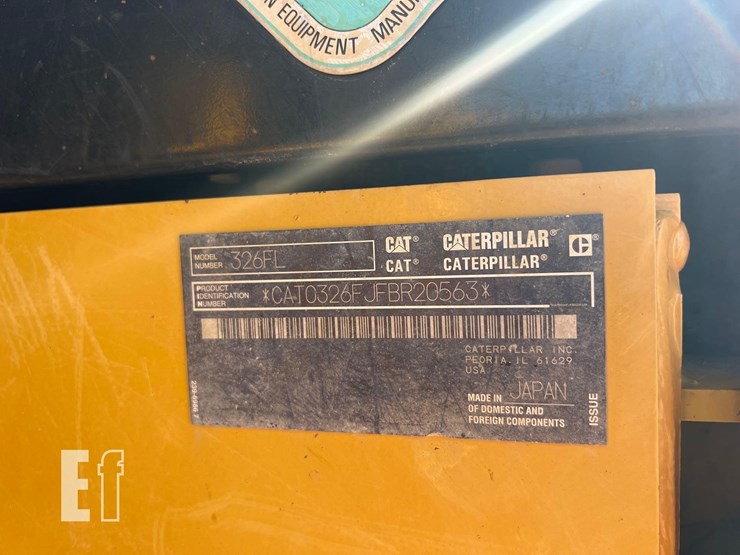 N EQUIPMENT MANU
MODEL NUMBER 326FL
CAT® CATERPILLAR® C®
CAT® CATERPILLAR®
PRODUCT IDENTIFICATION NUMBER *CAT0326FJFBR20563*
CATERPILLAR INC.
PEORIA, IL 61629
USA
MADE IN JAPAN
OF DOMESTIC AND
FOREIGN COMPONENTS
ISSUE
Ef